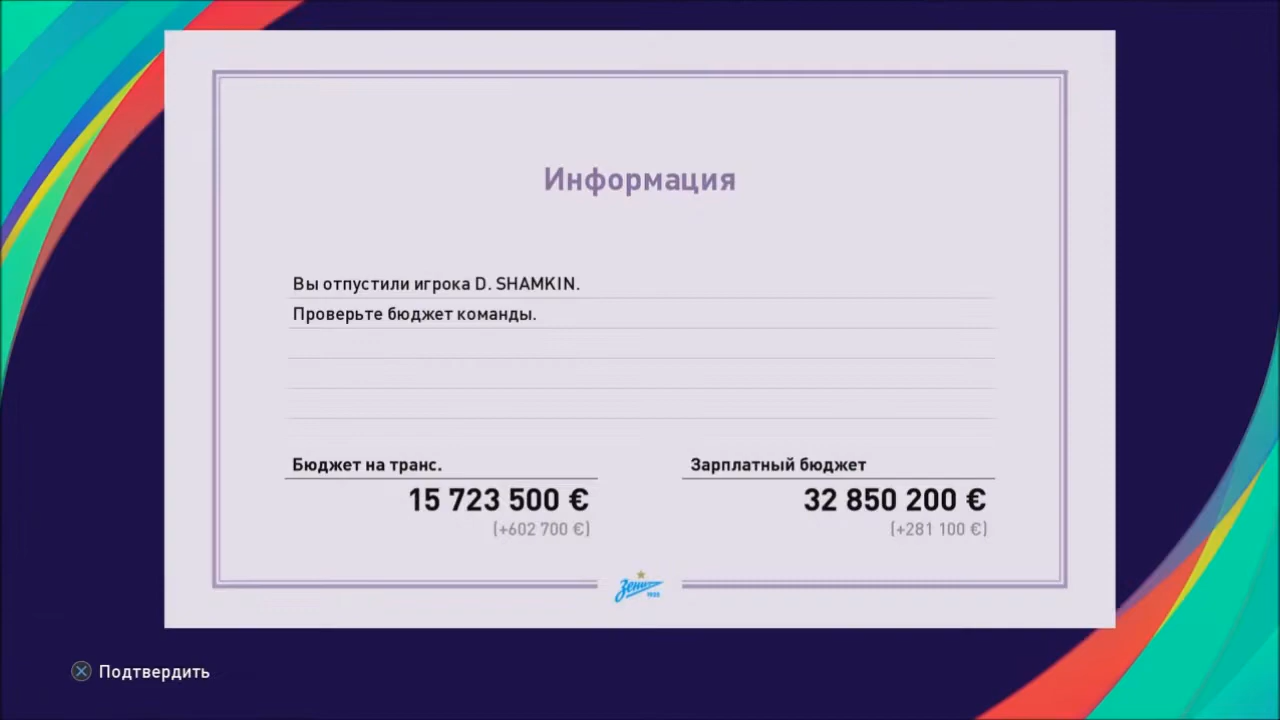 Информация
Вы отпустили игрока D. SHAMKIN.
Проверьте бюджет команды.
Бюджет на транс.
15 723 500 €
(+602 700 €)
Зарплатный бюджет
32 850 200 €
(+281 100 €)
Зенит
Подтвердить